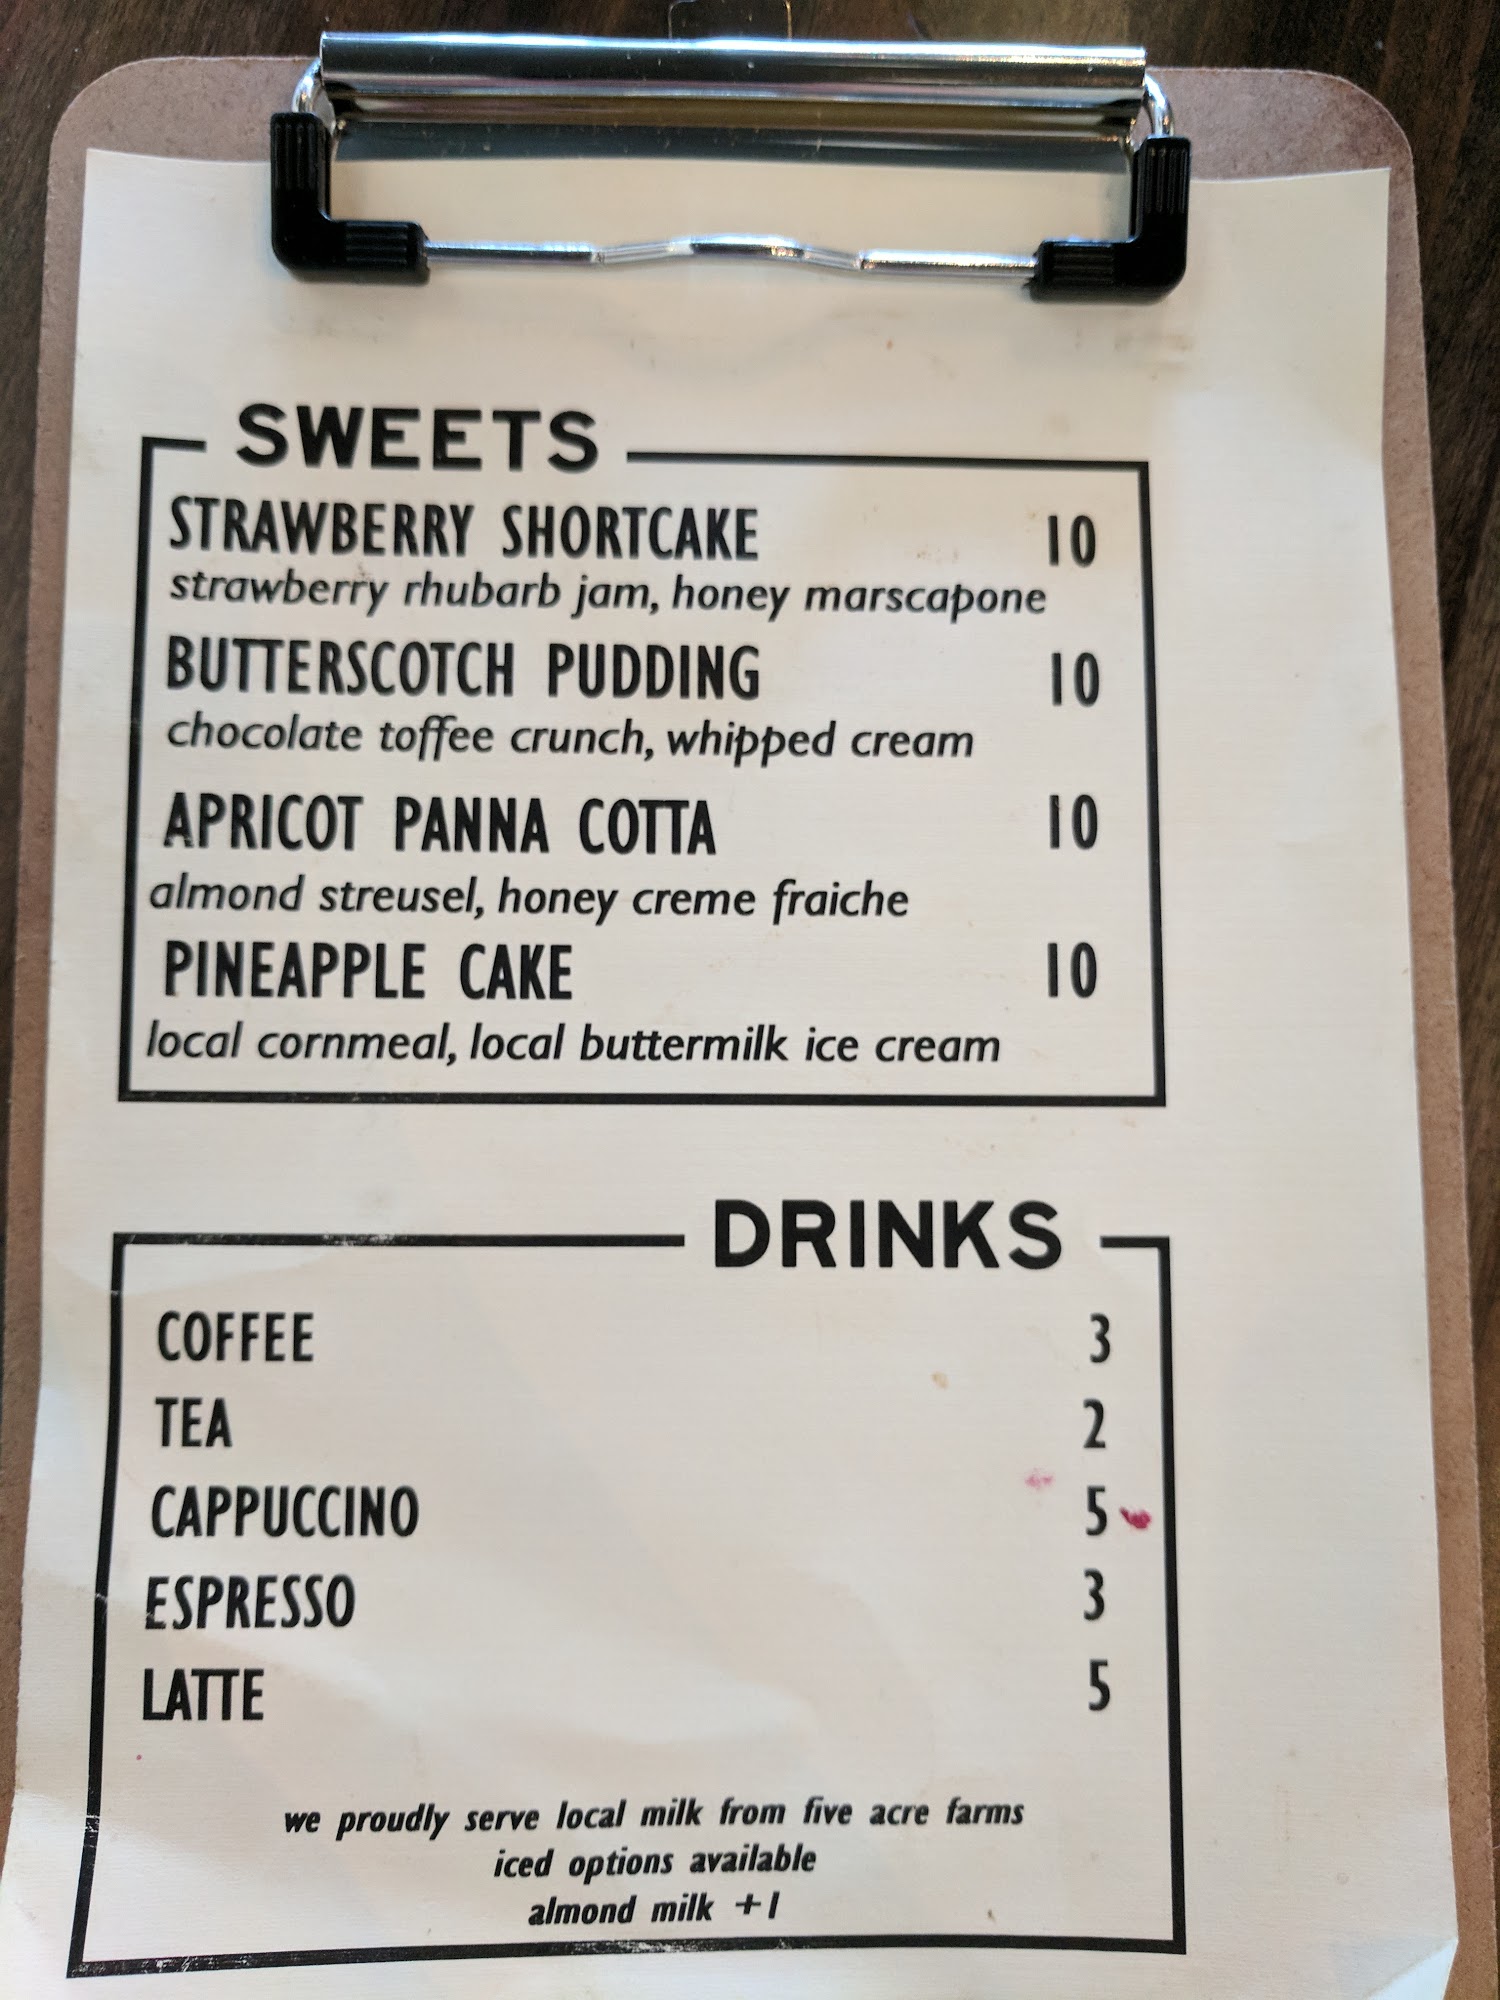 SWEETS
STRAWBERRY SHORTCAKE 10
strawberry rhubarb jam, honey marscapone
BUTTERSCOTCH PUDDING 10
chocolate toffee crunch, whipped cream
APRICOT PANNA COTTA 10
almond streusel, honey creme fraiche
PINEAPPLE CAKE 10
local cornmeal, local buttermilk ice cream
DRINKS
COFFEE 3
TEA 2
CAPPUCCINO 5
ESPRESSO 3
LATTE 5
we proudly serve local milk from five acre farms
iced options available
almond milk +1